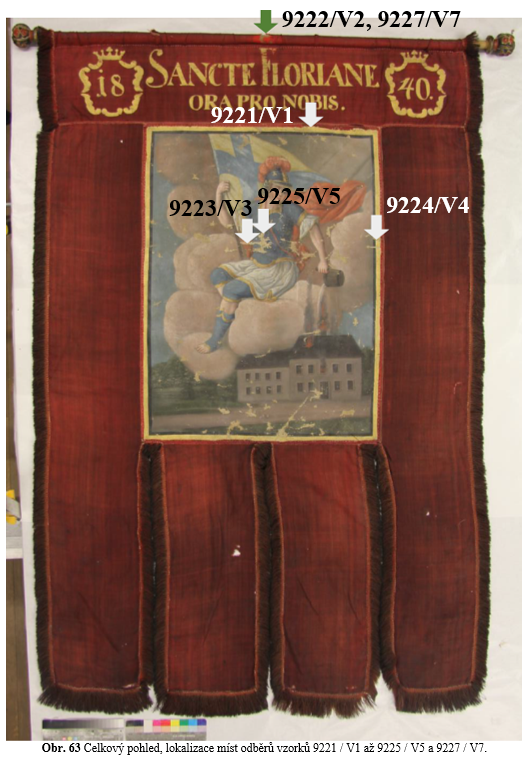 9222/V2, 9227/V7
18 SANCTE FLORIANE 40.
ORA PRO NOBIS.
9221/V1
9225/V5
9223/V3
9224/V4
Obr. 63 Celkový pohled, lokalizace míst odběrů vzorků 9221 / V1 až 9225 / V5 a 9227 / V7.